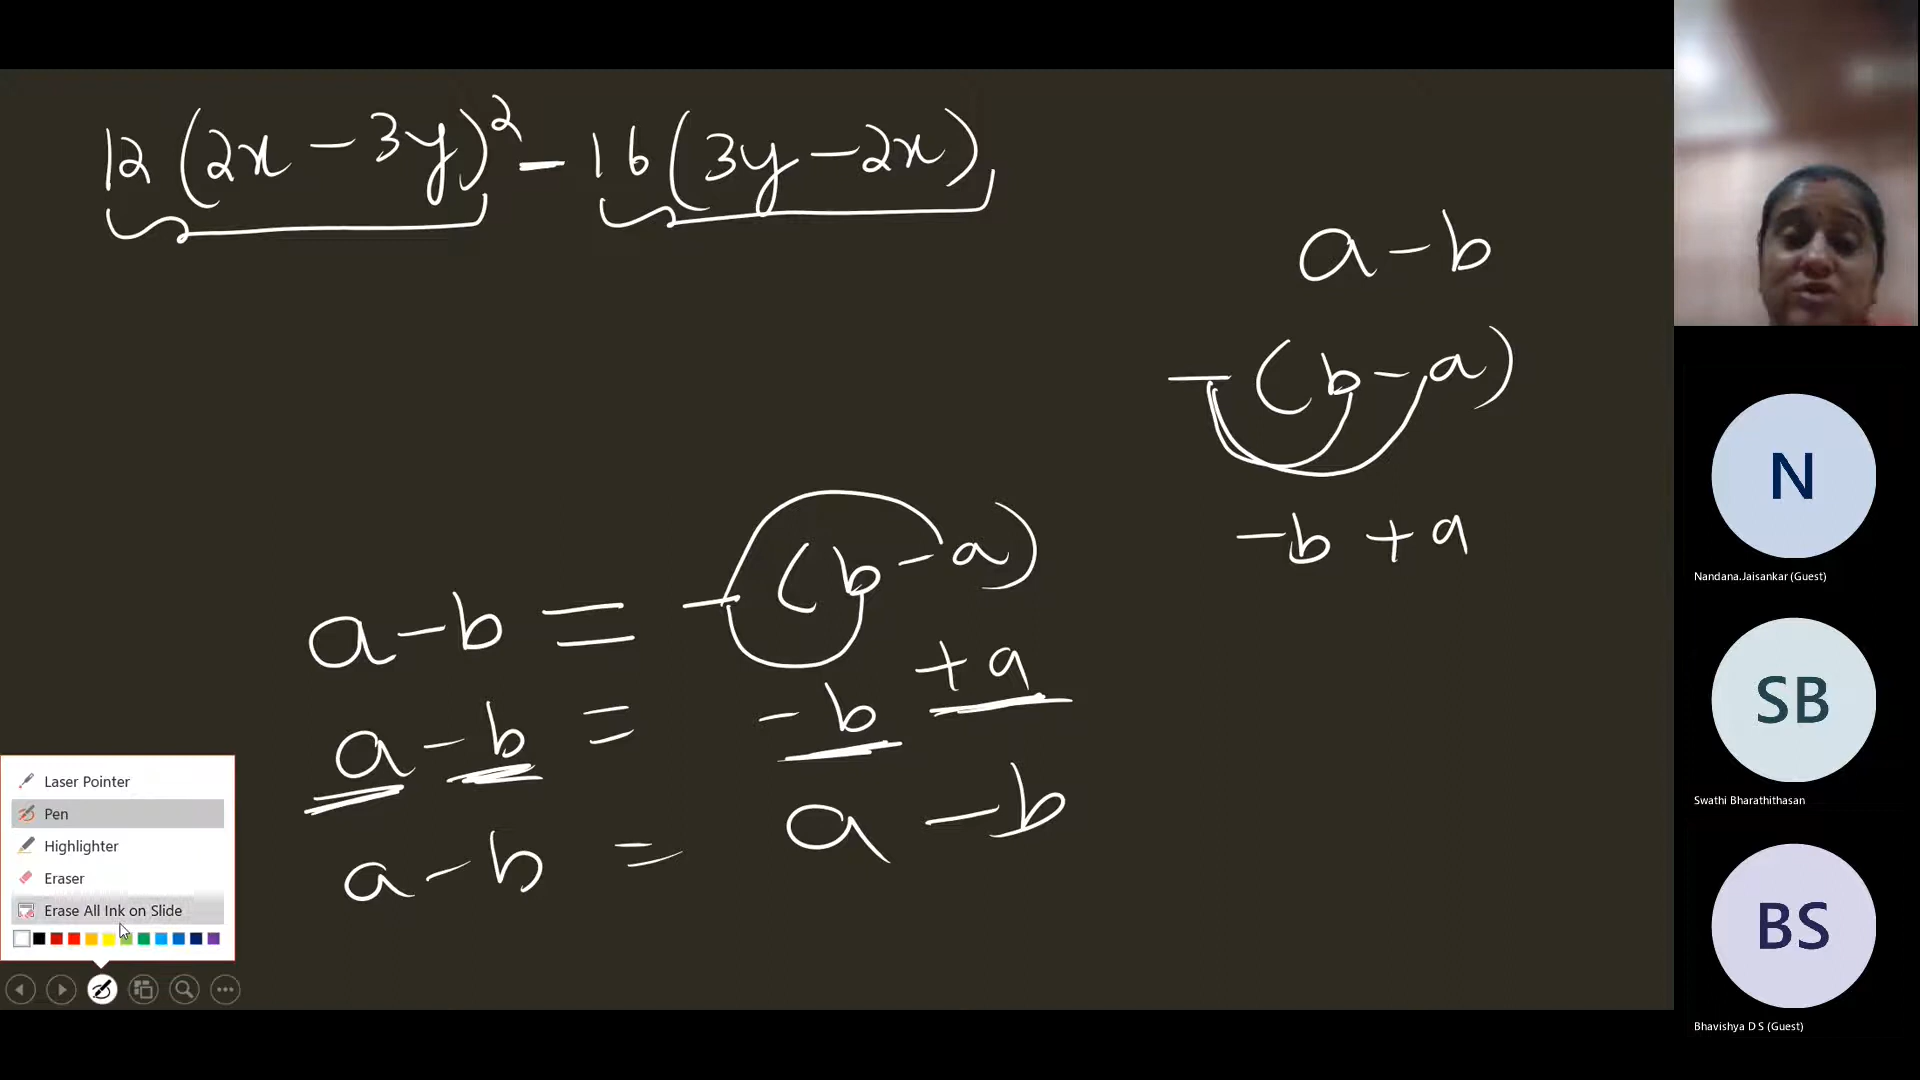 12(2x-3y)² - 16(3y-2x)
a-b
-(b-a)
-b+a
a-b = -(b-a)
a-b = -b +a
a-b = a-b
Laser Pointer
Pen
Highlighter
Eraser
Erase All Ink on Slide
N
Nandana.Jaisankar (Guest)
SB
Swathi Bharathithasan
BS
Bhavishya D S (Guest)